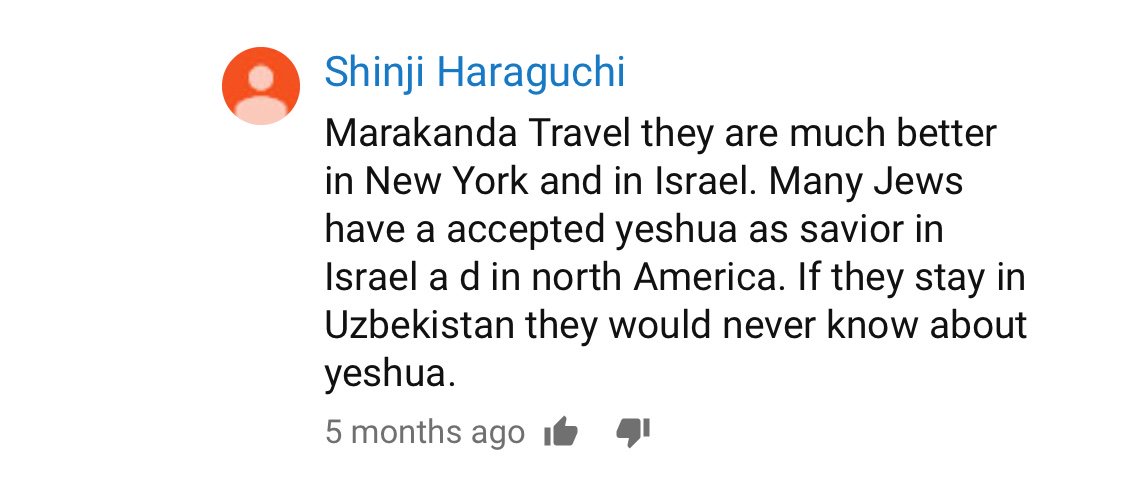 Shinji Haraguchi
Marakanda Travel they are much better
in New York and in Israel. Many Jews
have a accepted yeshua as savior in
Israel a d in north America. If they stay in
Uzbekistan they would never know about
yeshua.
5 months ago